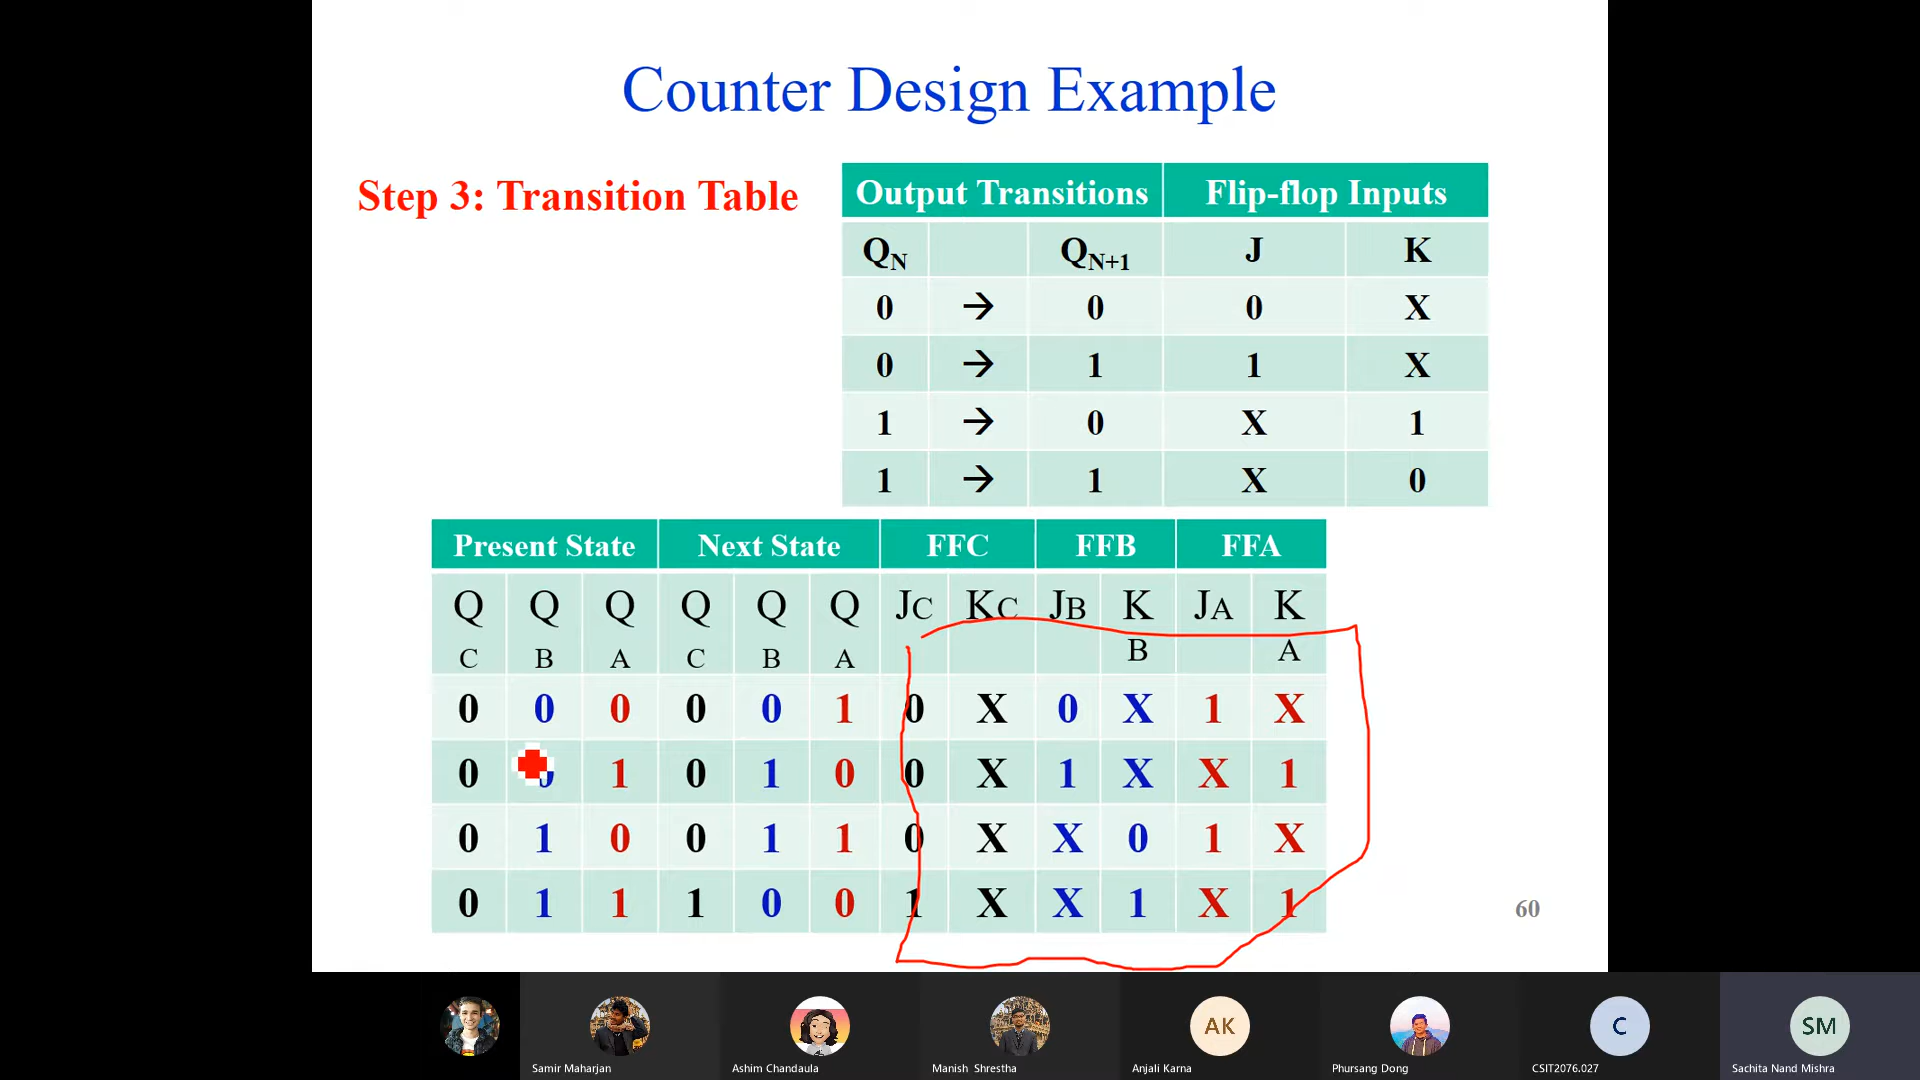 Counter Design Example
Step 3: Transition Table
Output Transitions Flip-flop Inputs
QN QN+1 J K
0 → 0 0 X
0 → 1 1 X
1 → 0 X 1
1 → 1 X 0
Present State Next State FFC FFB FFA
Q Q Q Q Q Q JC KC JB K JA K
C B A C B A B A
0 0 0 0 0 1 0 X 0 X 1 X
0 0 1 0 1 0 0 X 1 X X 1
0 1 0 0 1 1 0 X X 0 1 X
0 1 1 1 0 0 1 X X 1 X 1
60
AK C SM
Samir Maharjan Ashim Chandaula Manish Shrestha Anjali Karna Phursang Dong CSIT2076.027 Sachita Nand Mishra